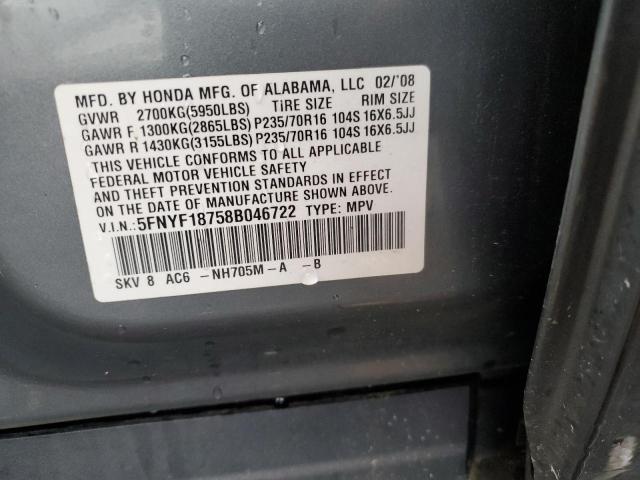 MFD. BY HONDA MFG. OF ALABAMA, LLC 02/'08
GVWR 2700KG(5950LBS) TIRE SIZE RIM SIZE
GAWR F 1300KG(2865LBS) P235/70R16 104S 16X6.5JJ
GAWR R 1430KG(3155LBS) P235/70R16 104S 16X6.5JJ
THIS VEHICLE CONFORMS TO ALL APPLICABLE
FEDERAL MOTOR VEHICLE SAFETY
AND THEFT PREVENTION STANDARDS IN EFFECT
ON THE DATE OF MANUFACTURE SHOWN ABOVE.
V.I.N.:5FNYF18758B046722 TYPE: MPV
SKV 8 AC6 -NH705M-A -B